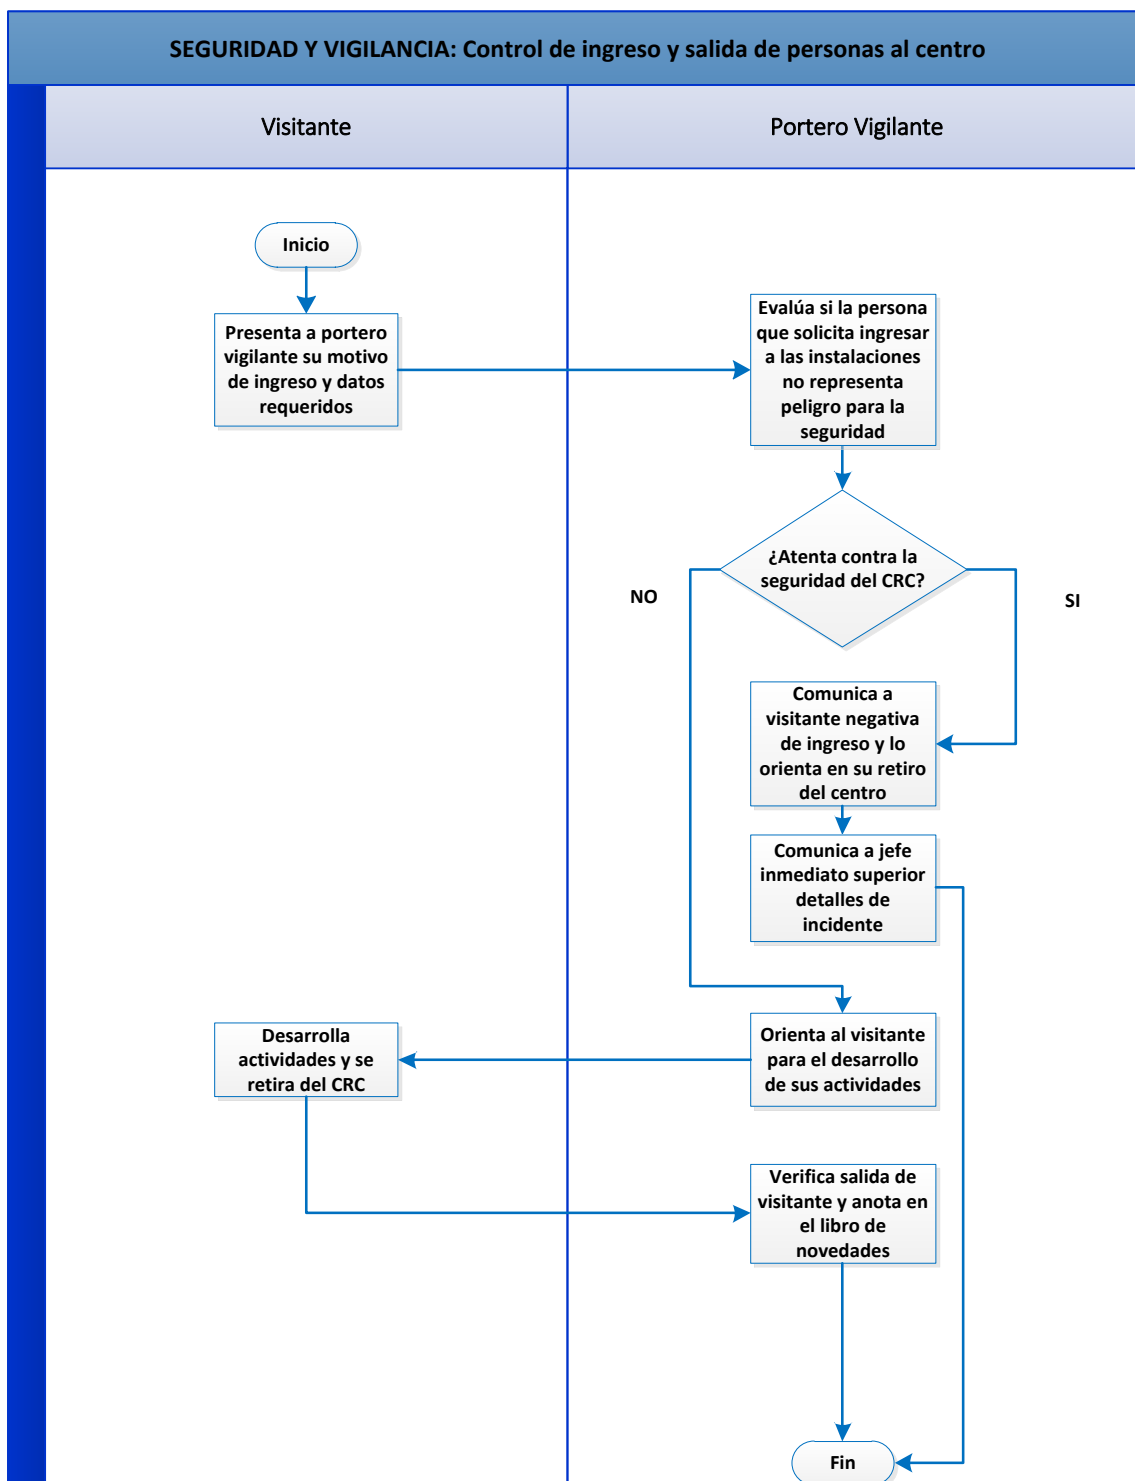 SEGURIDAD Y VIGILANCIA: Control de ingreso y salida de personas al centro
Visitante
Portero Vigilante
Inicio
Presenta a portero
vigilante su motivo
de ingreso y datos
requeridos
Evalúa si la persona
que solicita ingresar
a las instalaciones
no representa
peligro para la
seguridad
¿Atenta contra la
seguridad del CRC?
NO
SI
Comunica a
visitante negativa
de ingreso y lo
orienta en su retiro
del centro
Comunica a jefe
inmediato superior
detalles de
incidente
Orienta al visitante
para el desarrollo
de sus actividades
Desarrolla
actividades y se
retira del CRC
Verifica salida de
visitante y anota en
el libro de
novedades
Fin